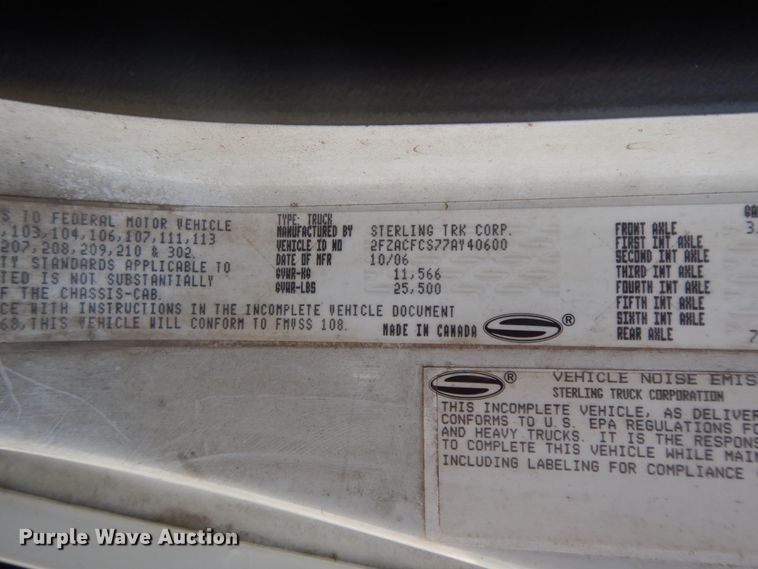 S TO FEDERAL MOTOR VEHICLE
,103,104,106,107,111,113
207, 208, 209, 210 & 302.
TY STANDARDS APPLICABLE TO
TED IS NOT SUBSTANTIALLY
F THE CHASSIS-CAB.
CE WITH INSTRUCTIONS IN THE INCOMPLETE VEHICLE DOCUMENT
68, THIS VEHICLE WILL CONFORM TO FMVSS 108.
TYPE: TRUCK
MANUFACTURED BY STERLING TRK CORP.
VEHICLE ID NO 2FZACFCS77AY40600
DATE OF MFR 10/06
GVWR-KG 11,566
GVWR-LBS 25,500
MADE IN CANADA ®
GA
FRONT AXLE 3
FIRST INT AXLE
SECOND INT AXLE
THIRD INT AXLE
FOURTH INT AXLE
FIFTH INT AXLE
SIXTH INT AXLE
REAR AXLE 7
® VEHICLE NOISE EMIS
STERLING TRUCK CORPORATION
THIS INCOMPLETE VEHICLE, AS DELIVER
CONFORMS TO U.S. EPA REGULATIONS FO
AND HEAVY TRUCKS. IT IS THE RESPONS
TO COMPLETE THIS VEHICLE WHILE MAIN
INCLUDING LABELING FOR COMPLIANCE
Purple Wave Auction